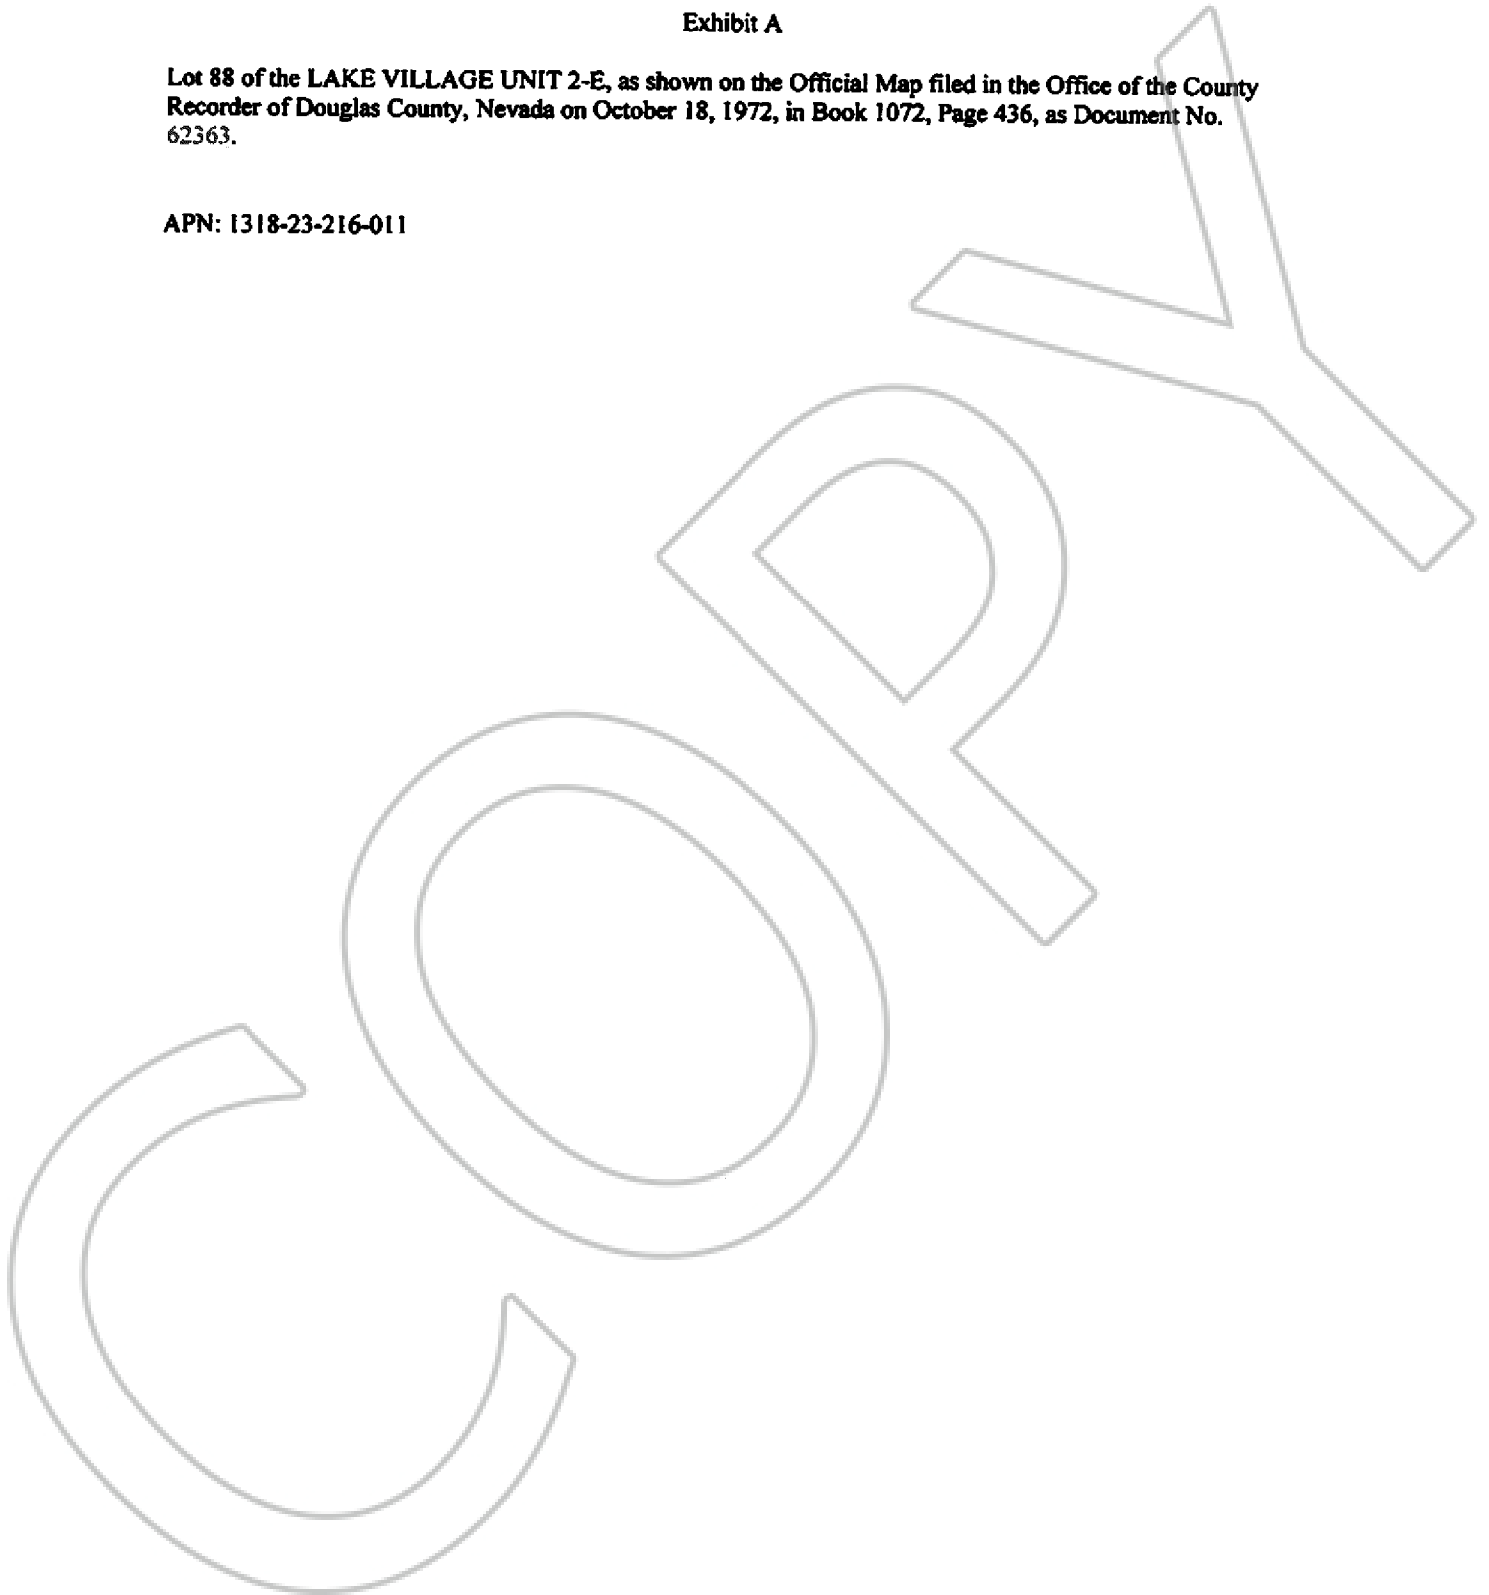 Exhibit A
Lot 88 of the LAKE VILLAGE UNIT 2-E, as shown on the Official Map filed in the Office of the County
Recorder of Douglas County, Nevada on October 18, 1972, in Book 1072, Page 436, as Document No.
62363.
APN: 1318-23-216-011
COPY